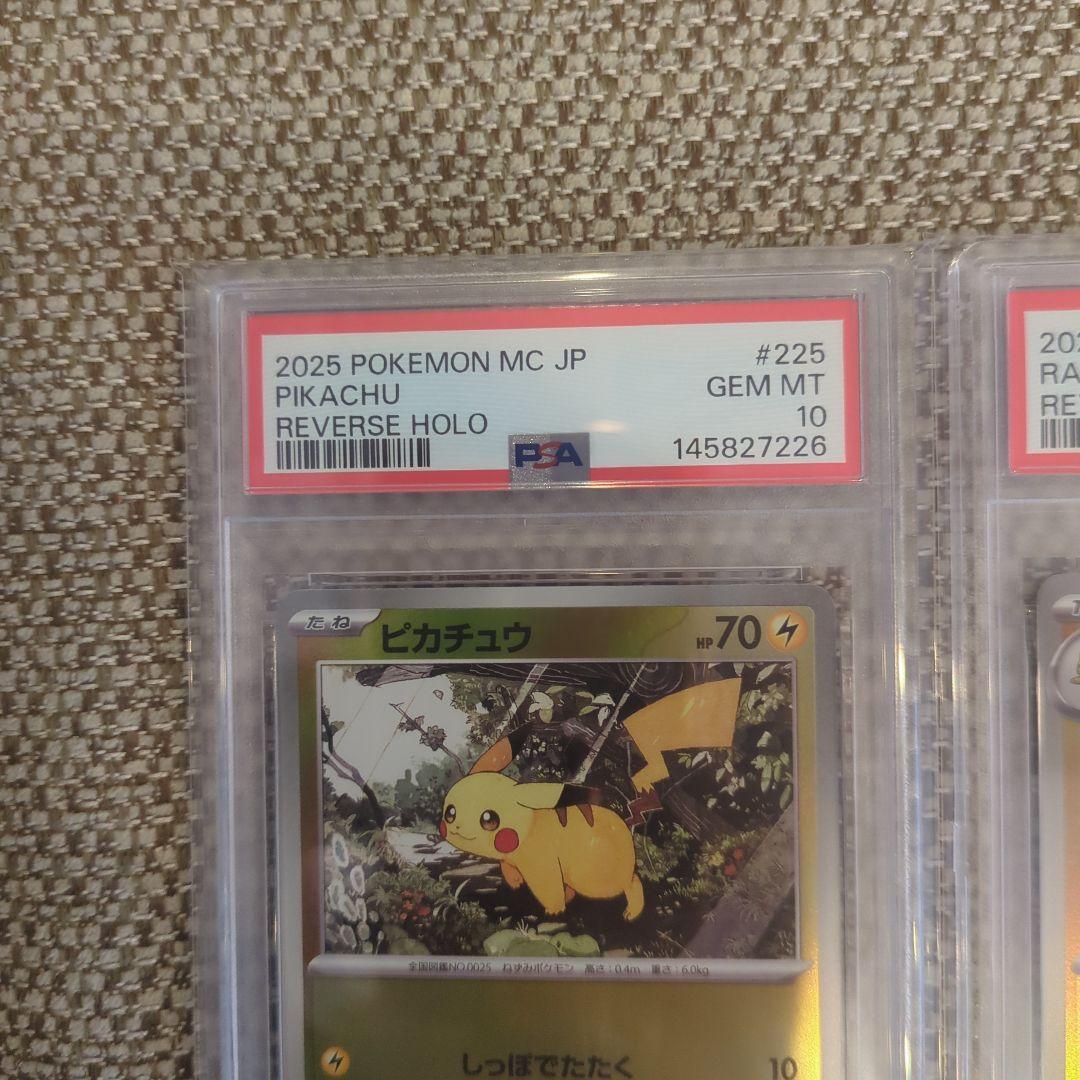 2025 POKEMON MC JP #225
PIKACHU GEM MT
REVERSE HOLO 10
PSA 145827226
たね ピカチュウ HP 70
全国図鑑NO.0025 ねずみポケモン 高さ:0.4m 重さ:6.0kg
しっぽでたたく 10